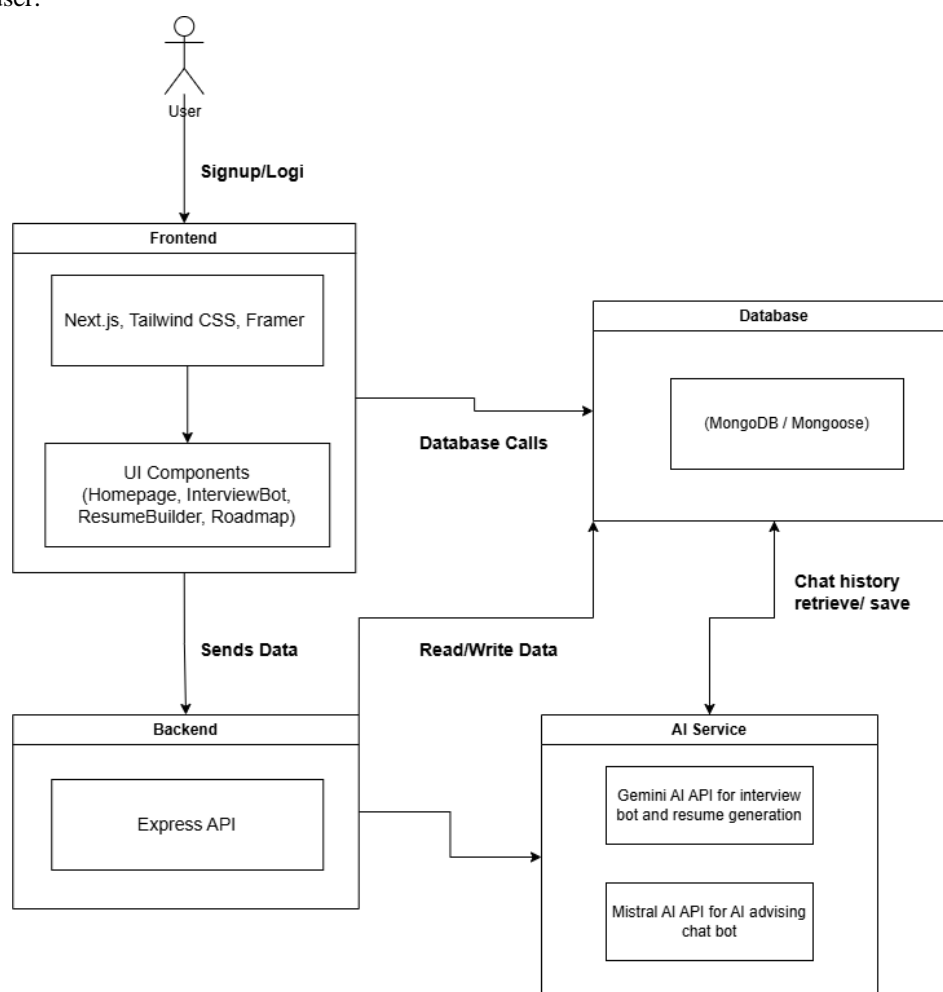 user.
User
Signup/Logi
Frontend
Next.js, Tailwind CSS, Framer
UI Components
(Homepage, InterviewBot,
ResumeBuilder, Roadmap)
Database
(MongoDB / Mongoose)
Database Calls
Chat history
retrieve/ save
Sends Data
Read/Write Data
Backend
Express API
AI Service
Gemini AI API for interview
bot and resume generation
Mistral AI API for AI advising
chat bot